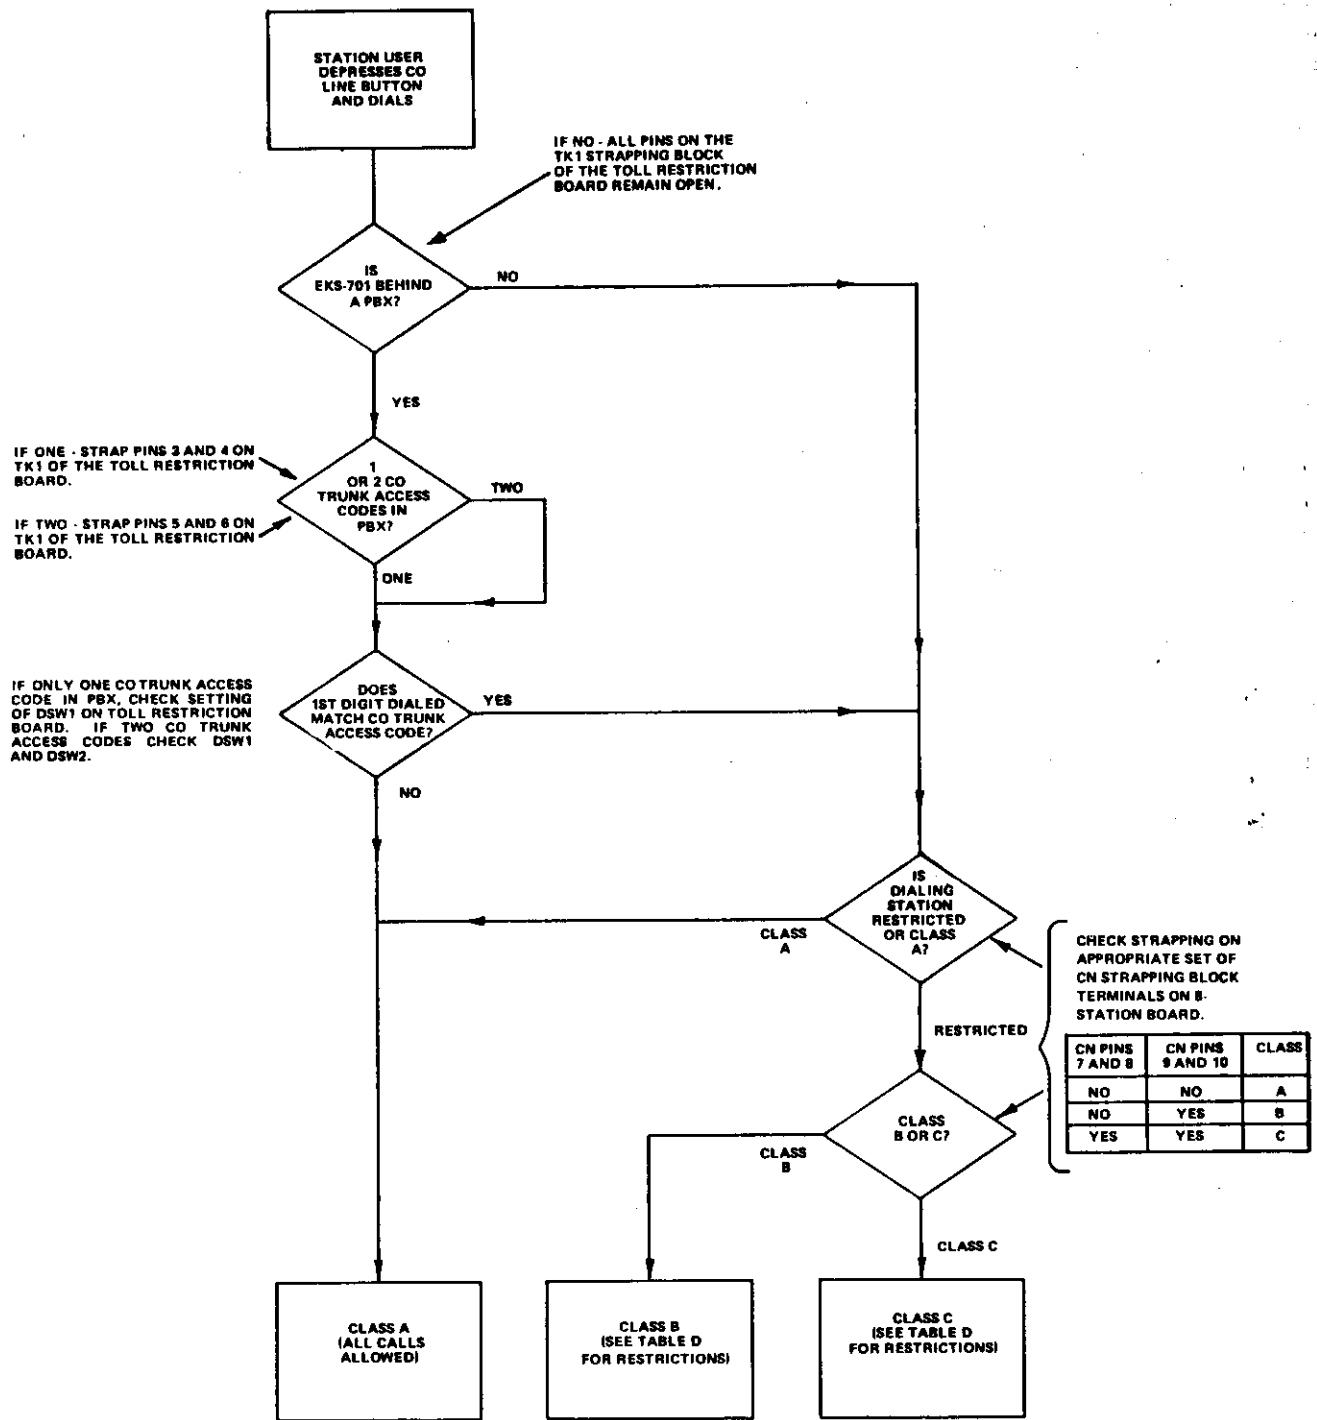 STATION USER
DEPRESSES CO
LINE BUTTON
AND DIALS
IF NO - ALL PINS ON THE
TK1 STRAPPING BLOCK
OF THE TOLL RESTRICTION
BOARD REMAIN OPEN.
IS
EKS-701 BEHIND
A PBX?
NO
YES
IF ONE - STRAP PINS 3 AND 4 ON
TK1 OF THE TOLL RESTRICTION
BOARD.
IF TWO - STRAP PINS 5 AND 6 ON
TK1 OF THE TOLL RESTRICTION
BOARD.
1
OR 2 CO
TRUNK ACCESS
CODES IN
PBX?
TWO
ONE
IF ONLY ONE CO TRUNK ACCESS
CODE IN PBX, CHECK SETTING
OF DSW1 ON TOLL RESTRICTION
BOARD. IF TWO CO TRUNK
ACCESS CODES CHECK DSW1
AND DSW2.
DOES
1ST DIGIT DIALED
MATCH CO TRUNK
ACCESS CODE?
YES
NO
IS
DIALING
STATION
RESTRICTED
OR CLASS
A?
CLASS
A
RESTRICTED
CHECK STRAPPING ON
APPROPRIATE SET OF
CN STRAPPING BLOCK
TERMINALS ON 8-
STATION BOARD.
CN PINS 7 AND 8 CN PINS 9 AND 10 CLASS
NO NO A
NO YES B
YES YES C
CLASS
B OR C?
CLASS
B
CLASS C
CLASS A
(ALL CALLS
ALLOWED)
CLASS B
(SEE TABLE D
FOR RESTRICTIONS)
CLASS C
(SEE TABLE D
FOR RESTRICTIONS)